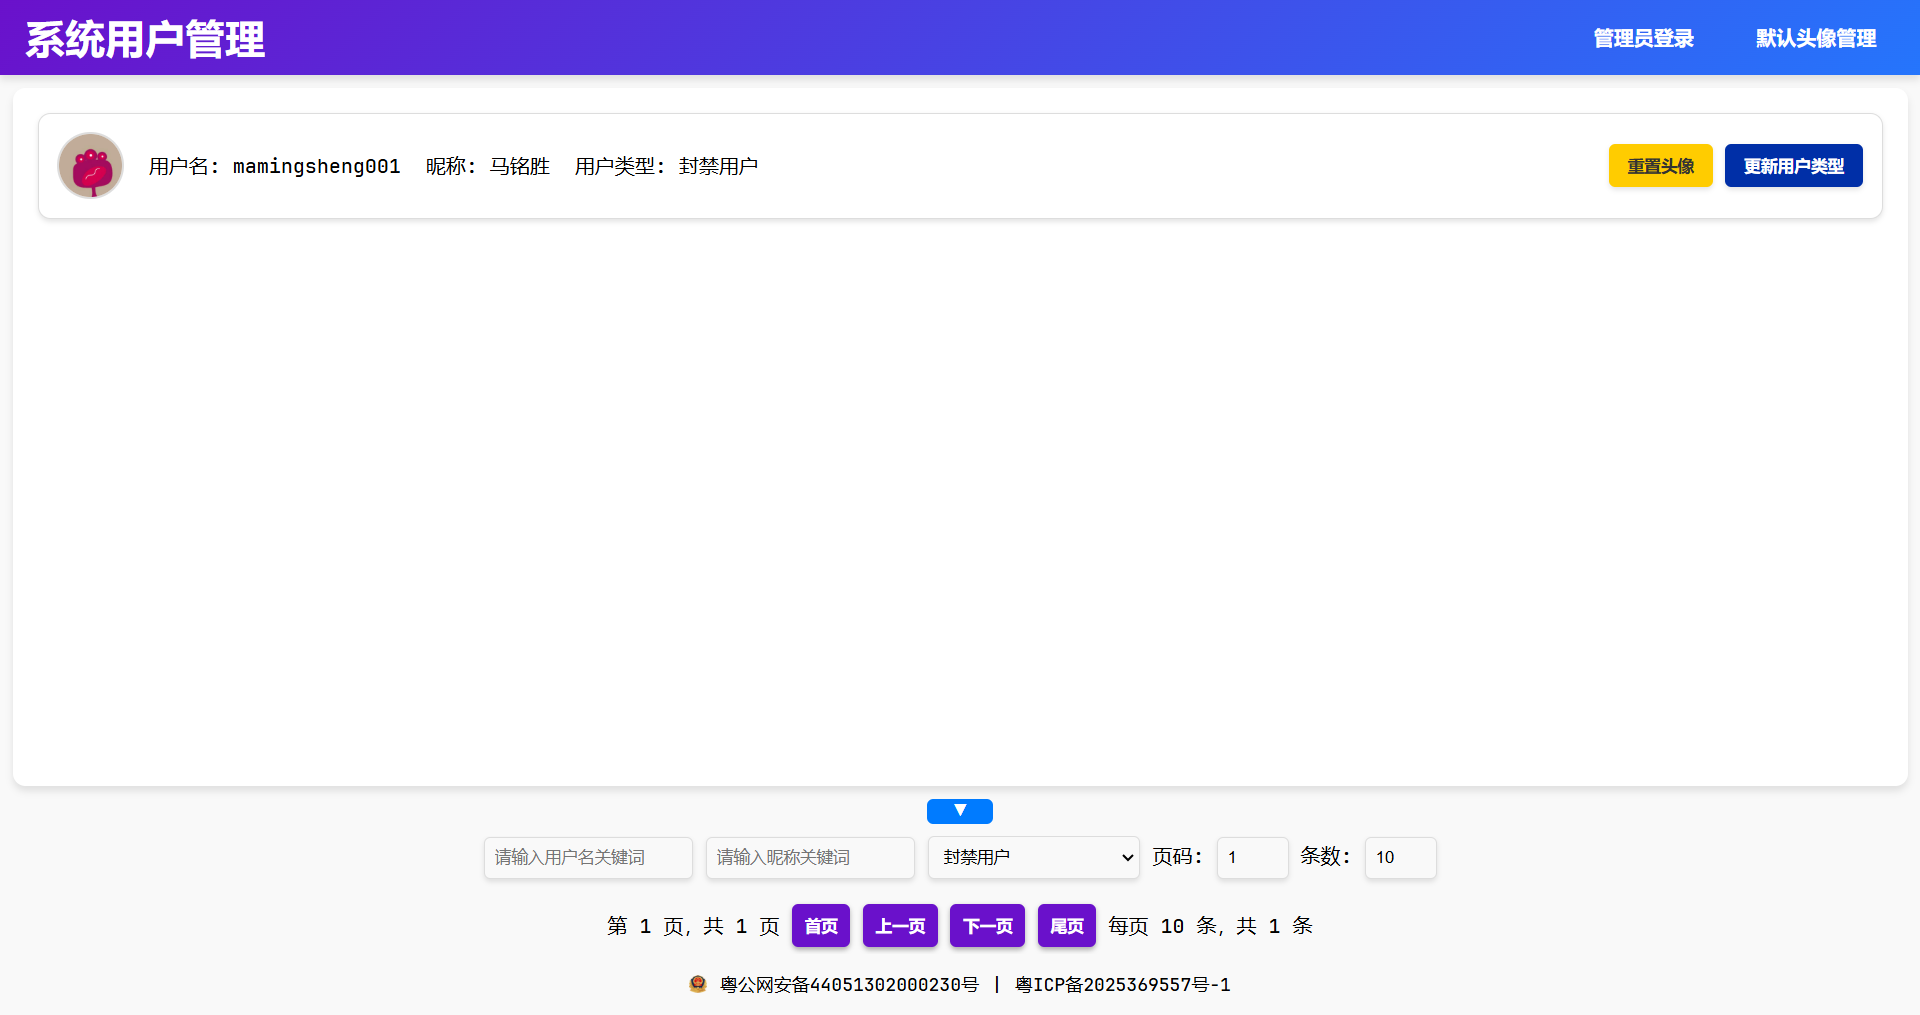 系统用户管理 管理员登录 默认头像管理
用户名: mamingsheng001 昵称: 马铭胜 用户类型: 封禁用户 重置头像 更新用户类型
▼
请输入用户名关键词 请输入昵称关键词 封禁用户 页码: 1 条数: 10
第 1 页, 共 1 页 首页 上一页 下一页 尾页 每页 10 条, 共 1 条
粤公网安备44051302000230号 | 粤ICP备2025369557号-1